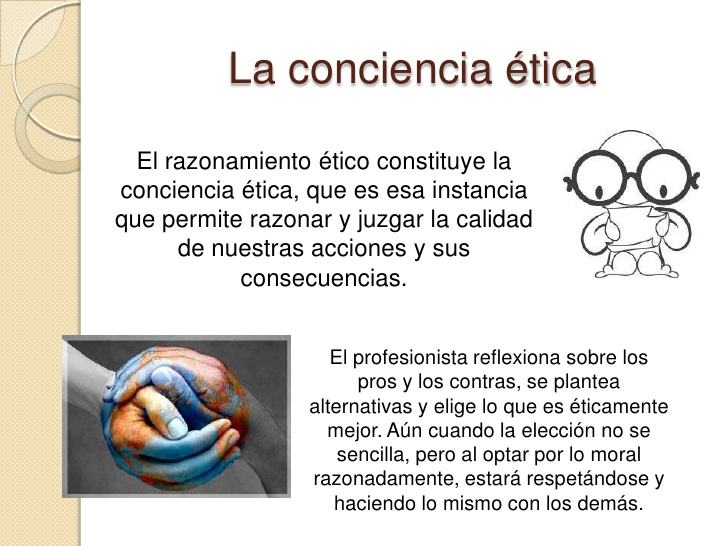 La conciencia ética
El razonamiento ético constituye la
conciencia ética, que es esa instancia
que permite razonar y juzgar la calidad
de nuestras acciones y sus
consecuencias.
El profesionista reflexiona sobre los
pros y los contras, se plantea
alternativas y elige lo que es éticamente
mejor. Aún cuando la elección no se
sencilla, pero al optar por lo moral
razonadamente, estará respetándose y
haciendo lo mismo con los demás.